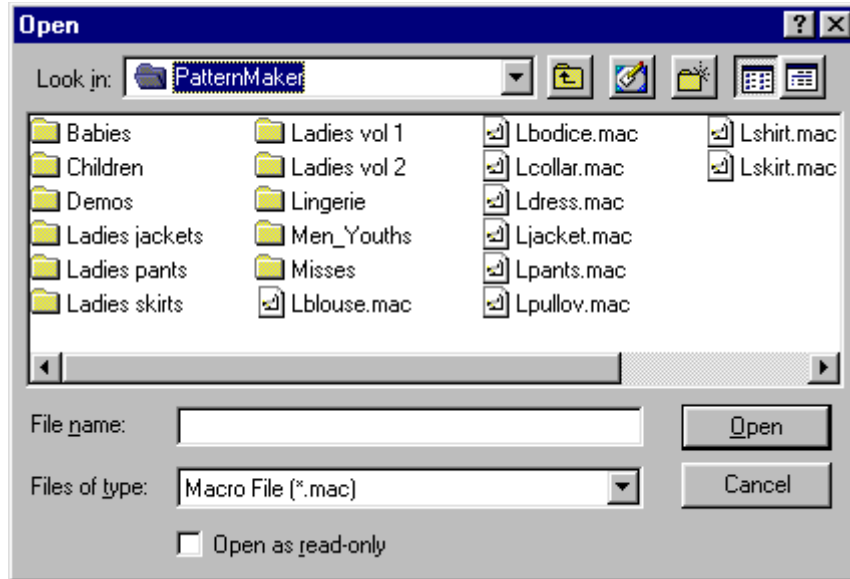 Open
Look in: PatternMaker
Babies
Children
Demos
Ladies jackets
Ladies pants
Ladies skirts
Ladies vol 1
Ladies vol 2
Lingerie
Men_Youths
Misses
Lblouse.mac
Lbodice.mac
Lcollar.mac
Ldress.mac
Ljacket.mac
Lpants.mac
Lpullov.mac
Lshirt.mac
Lskirt.mac
File name:
Open
Files of type: Macro File (*.mac)
Cancel
Open as read-only